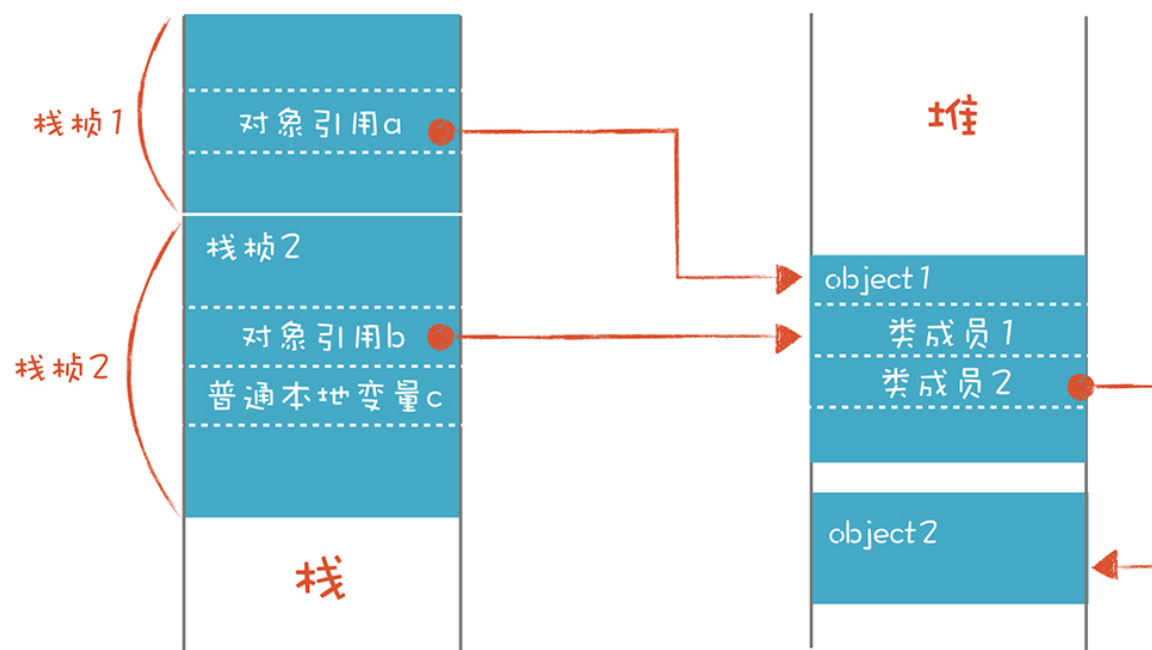 栈桢1
对象引用a
栈桢2
栈桢2
对象引用b
普通本地变量c
栈
堆
object1
类成员1
类成员2
object2